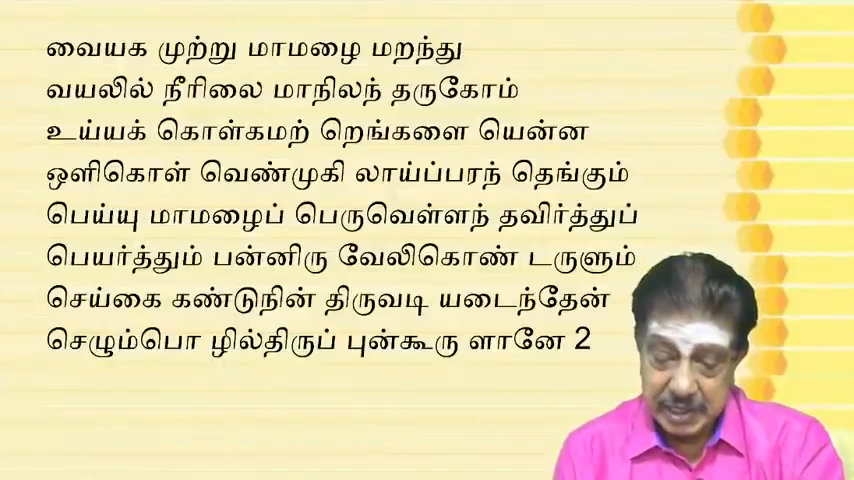 வையக முற்று மாமழை மறந்து
வயலில் நீரிலை மாநிலந் தருகோம்
உய்யக் கொள்கமற் றெங்களை யென்ன
ஒளிகொள் வெண்முகி லாய்ப்பரந் தெங்கும்
பெய்யு மாமழைப் பெருவெள்ளந் தவிர்த்துப்
பெயர்த்தும் பன்னிரு வேலிகொண் டருளும்
செய்கை கண்டுநின் திருவடி யடைந்தேன்
செழும்பொ ழில்திருப் புன்கூரு ளானே 2